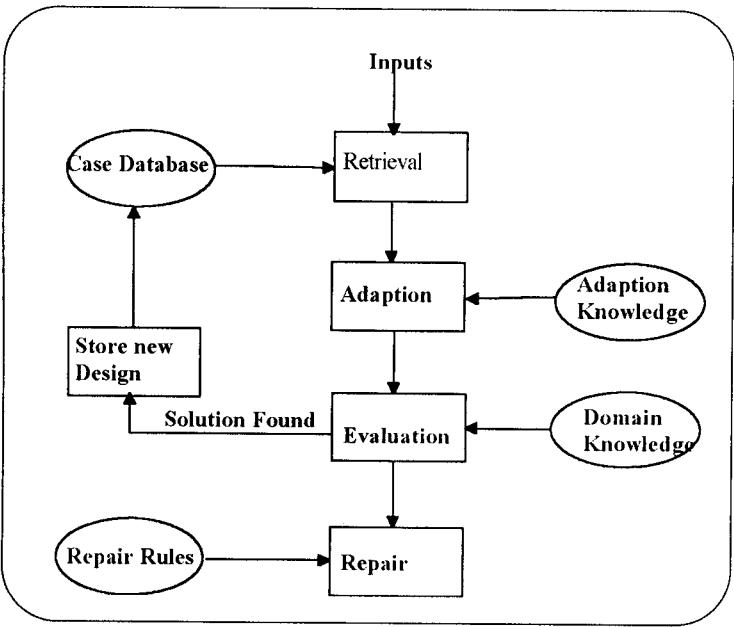 Inputs
Case Database
Retrieval
Adaption
Adaption
Knowledge
Store new
Design
Solution Found
Evaluation
Domain
Knowledge
Repair Rules
Repair